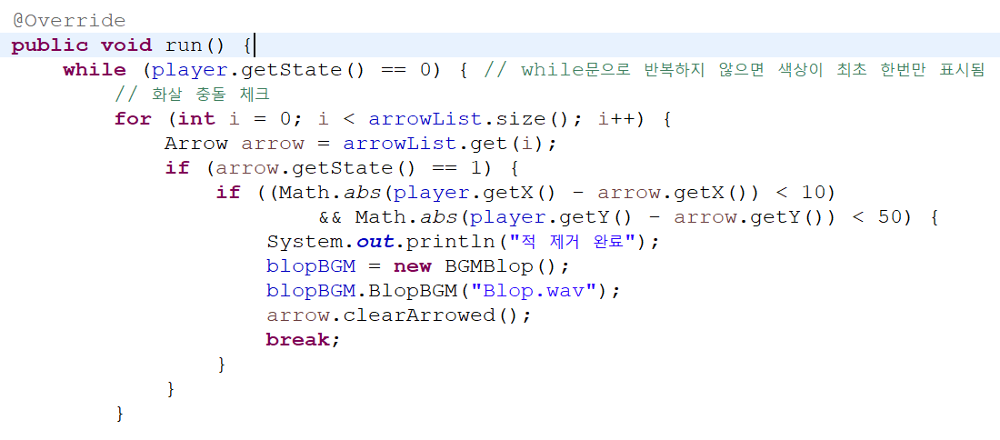 @Override
public void run() {
while (player.getState() == 0) { // while문으로 반복하지 않으면 색상이 최초 한번만 표시됨
// 화살 충돌 체크
for (int i = 0; i < arrowList.size(); i++) {
Arrow arrow = arrowList.get(i);
if (arrow.getState() == 1) {
if ((Math.abs(player.getX() - arrow.getX()) < 10)
&& Math.abs(player.getY() - arrow.getY()) < 50) {
System.out.println("적 제거 완료");
blopBGM = new BGMBlop();
blopBGM.BlopBGM("Blop.wav");
arrow.clearArrowed();
break;
}
}
}